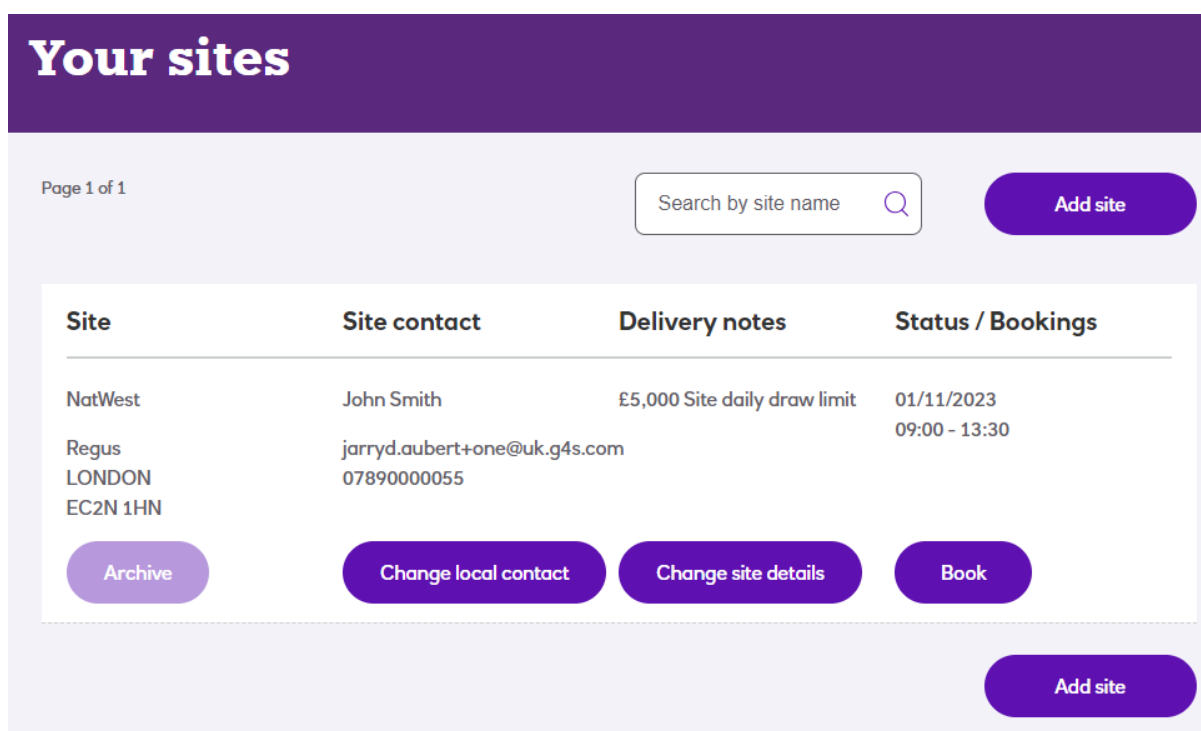 Your sites
Page 1 of 1
Search by site name
Add site
Site
Site contact
Delivery notes
Status / Bookings
NatWest
John Smith
£5,000 Site daily draw limit
01/11/2023
09:00 - 13:30
Regus
LONDON
EC2N 1HN
jarryd.aubert+one@uk.g4s.com
07890000055
Archive
Change local contact
Change site details
Book
Add site